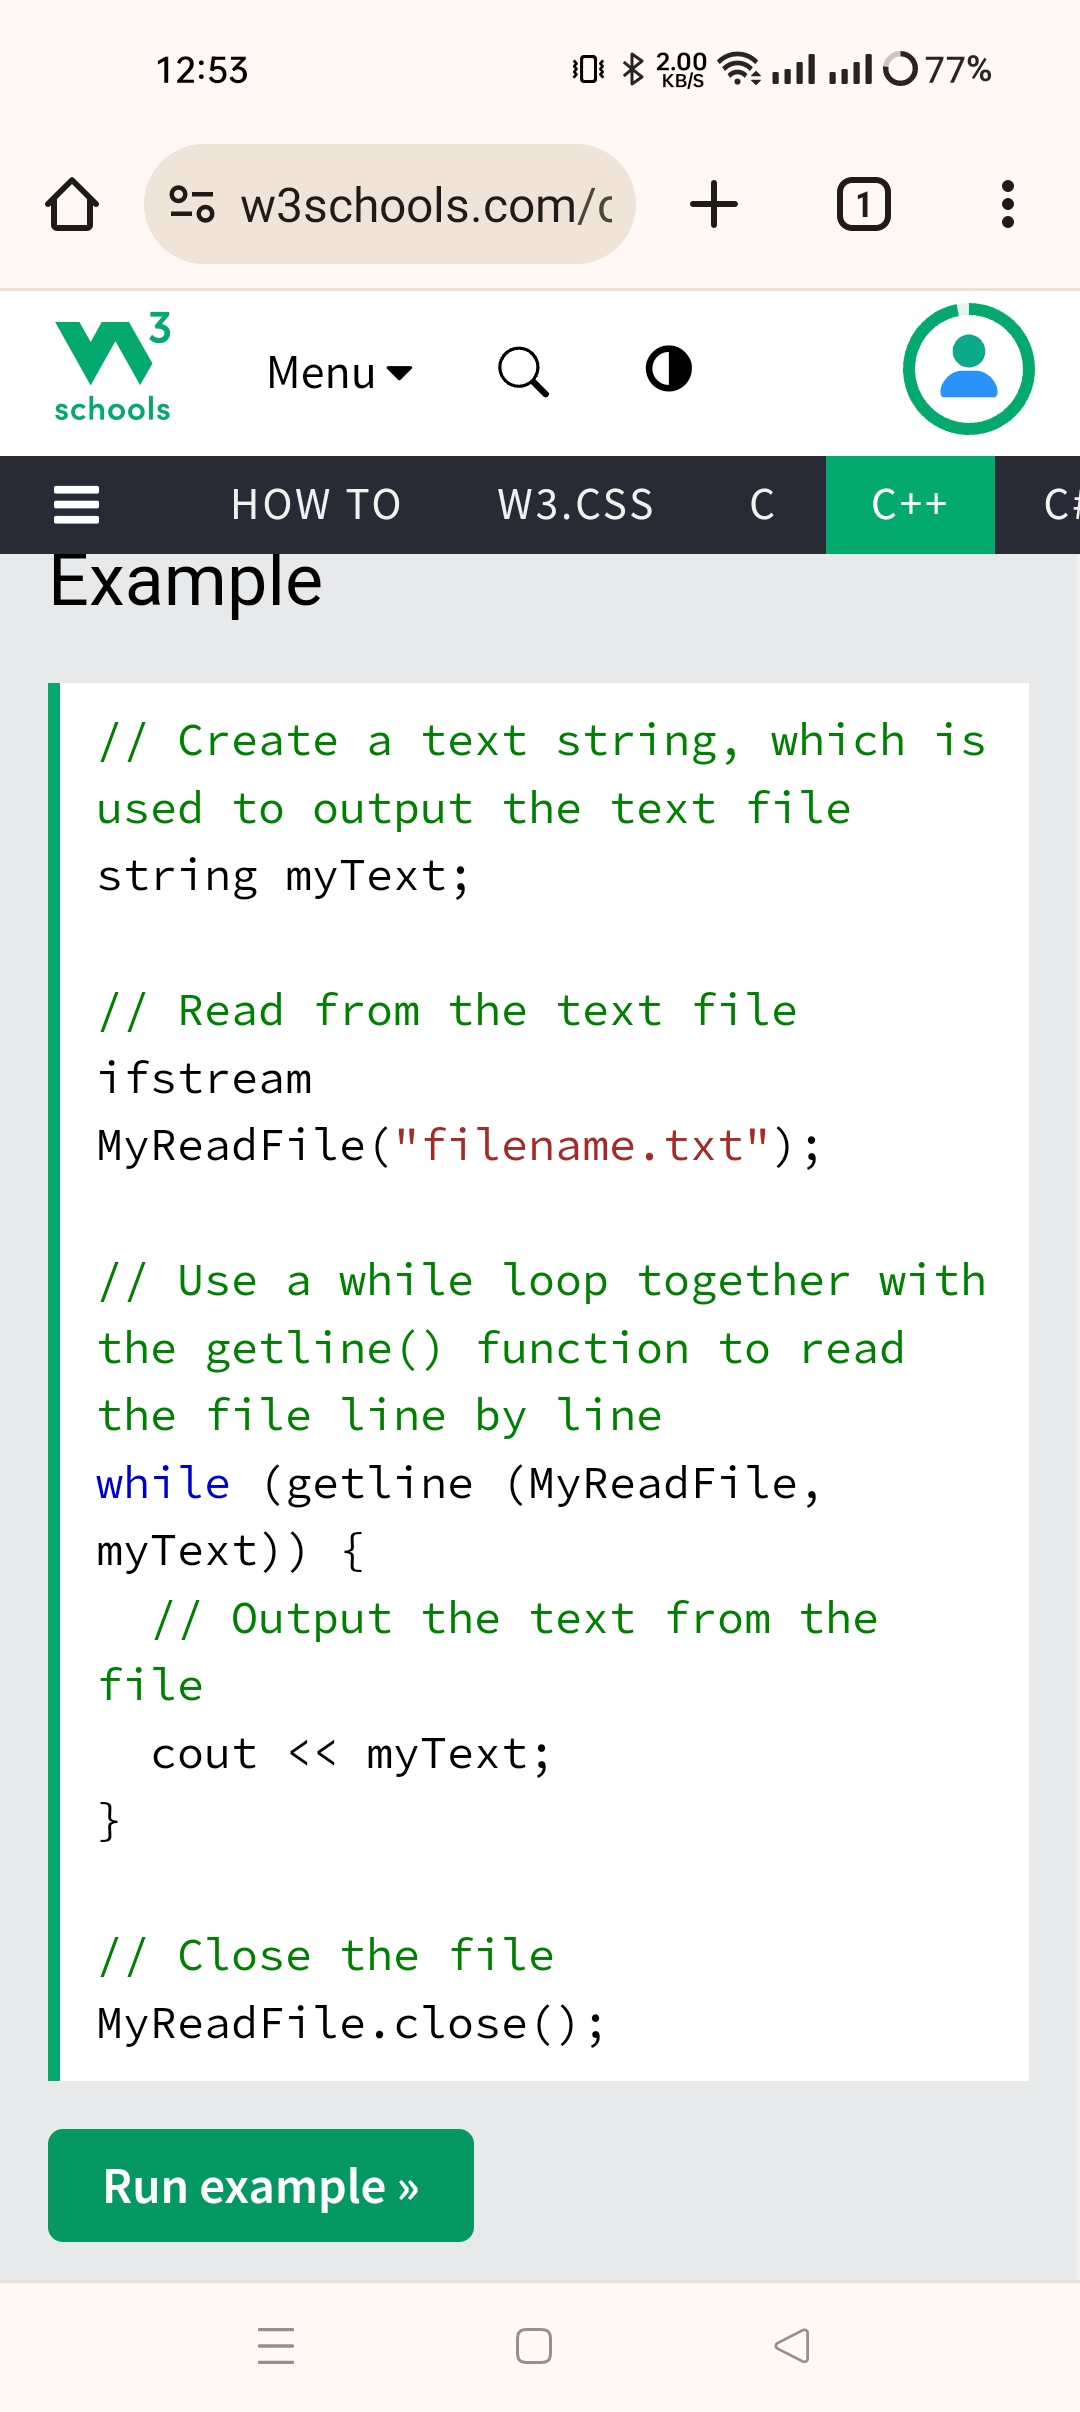 12:53
2.00
KB/S
77%
w3schools.com/c
1
3
schools
Menu
HOW TO
W3.CSS
C
C++
C#
Example
// Create a text string, which is
used to output the text file
string myText;
// Read from the text file
ifstream
MyReadFile("filename.txt");
// Use a while loop together with
the getline() function to read
the file line by line
while (getline (MyReadFile,
myText)) {
  // Output the text from the
file
  cout << myText;
}
// Close the file
MyReadFile.close();
Run example »